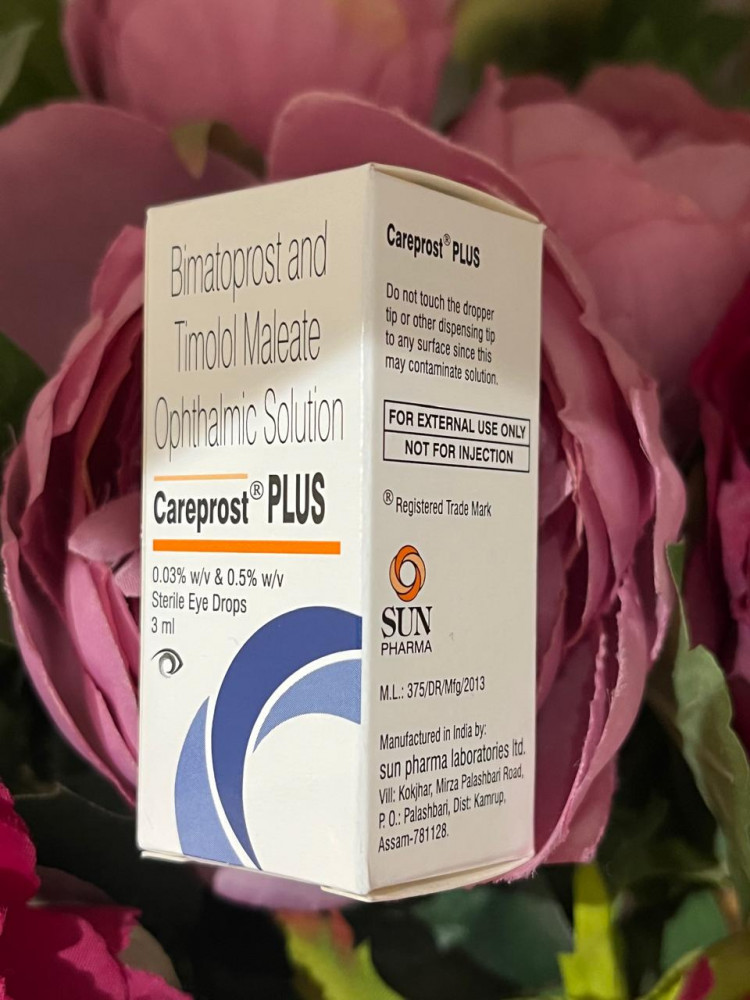 Bimatoprost and
Timolol Maleate
Ophthalmic Solution
Careprost® PLUS
0.03% w/v & 0.5% w/v
Sterile Eye Drops
3 ml
Careprost® PLUS
Do not touch the dropper
tip or other dispensing tip
to any surface since this
may contaminate solution.
FOR EXTERNAL USE ONLY
NOT FOR INJECTION
® Registered Trade Mark
SUN
PHARMA
M.L.: 375/DR/Mfg/2013
Manufactured in India by:
sun pharma laboratories ltd.
Vill: Kokjhar, Mirza Palashbari Road,
P. O.: Palashbari, Dist: Kamrup,
Assam-781128.